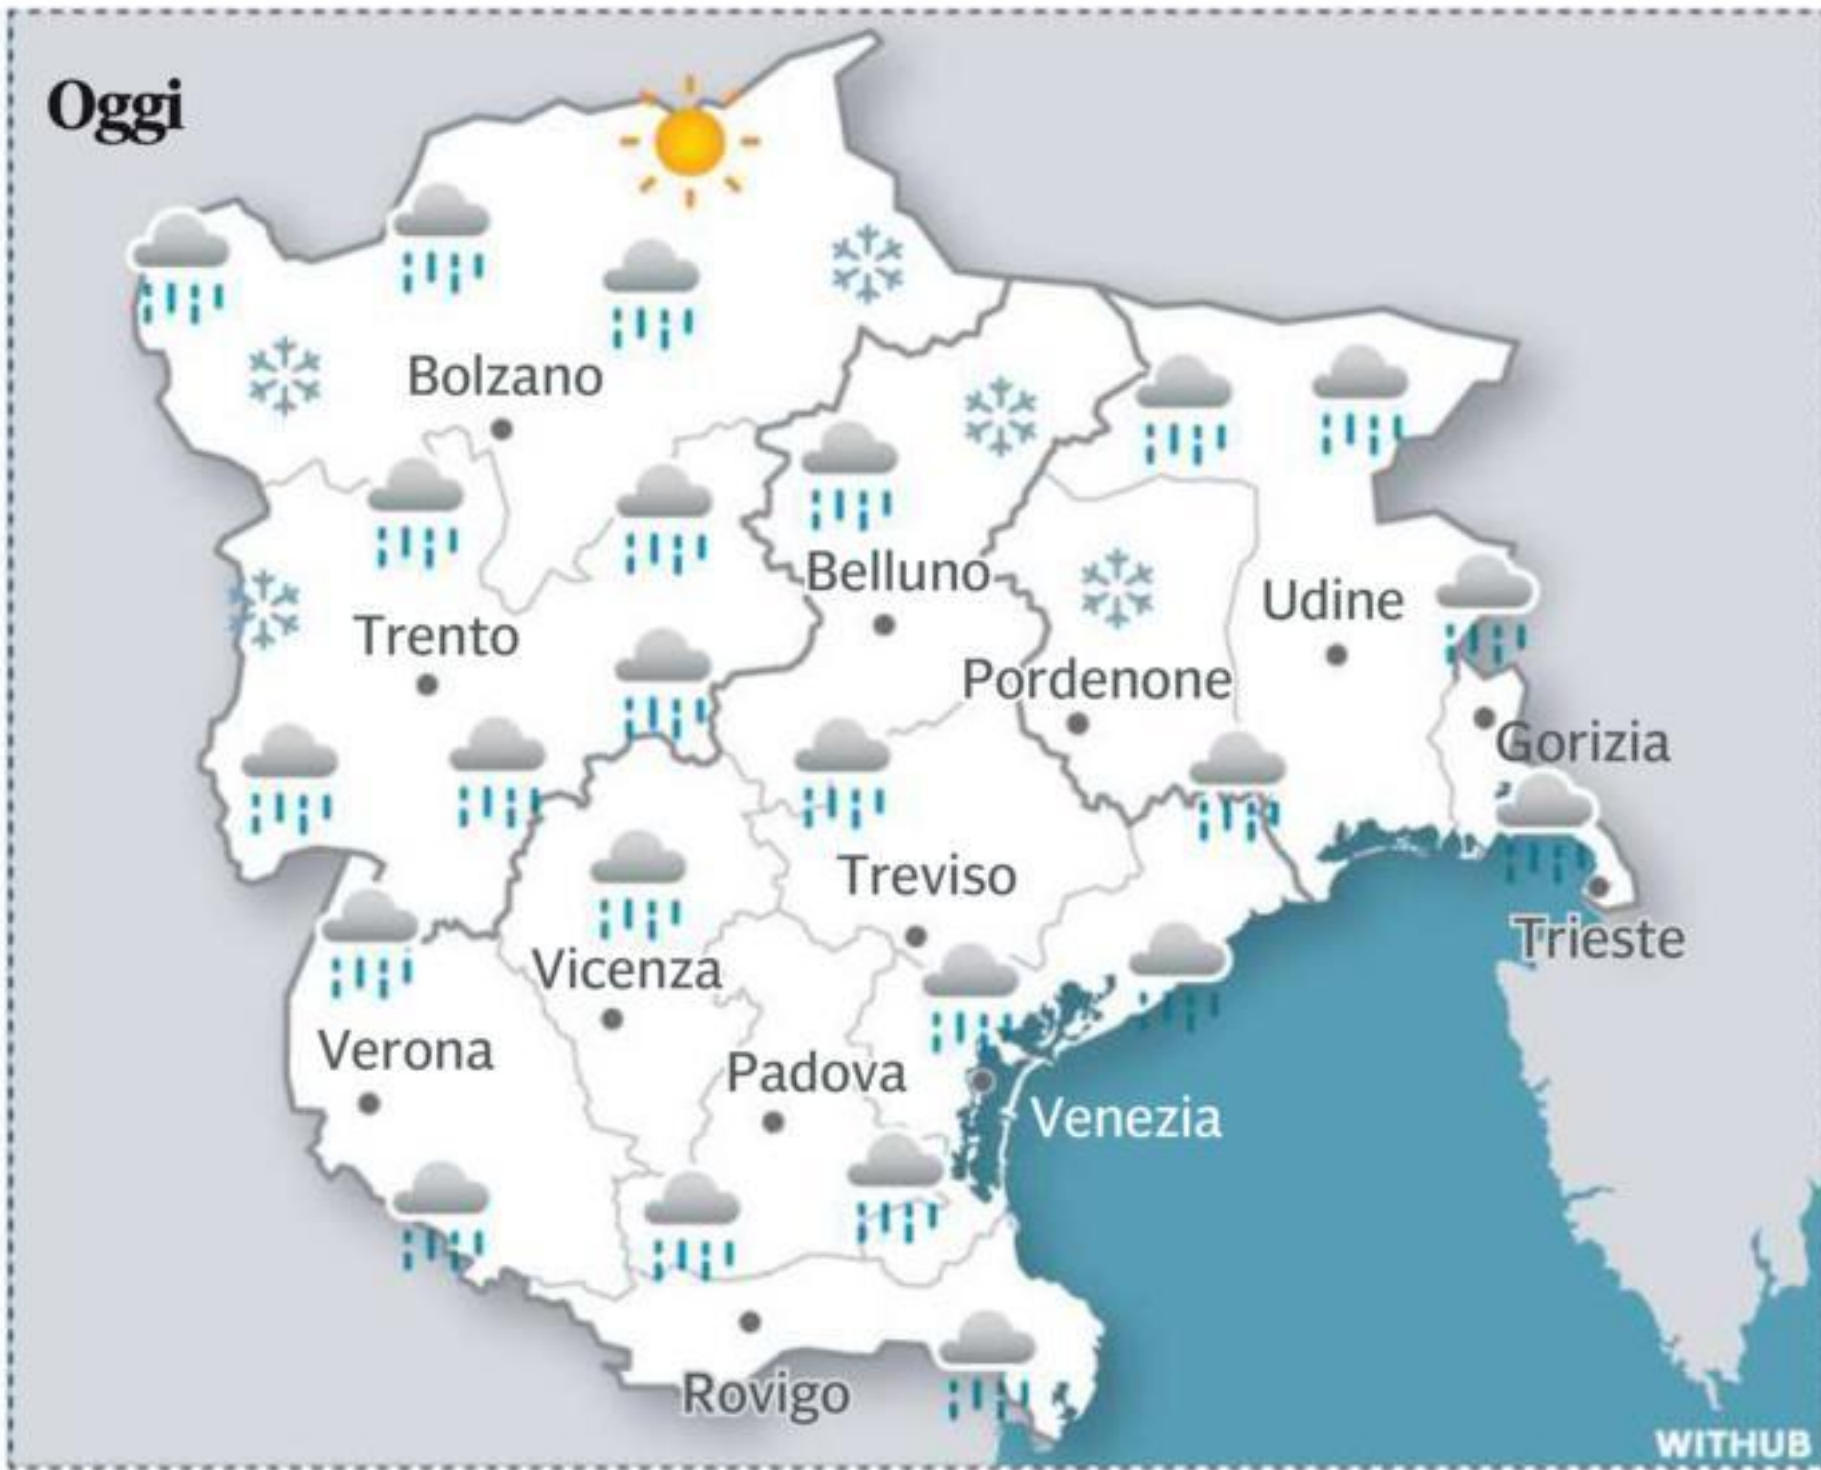 Oggi
Bolzano
Belluno
Udine
Trento
Pordenone
Gorizia
Treviso
Trieste
Vicenza
Verona
Padova
Venezia
Rovigo
WITHUB